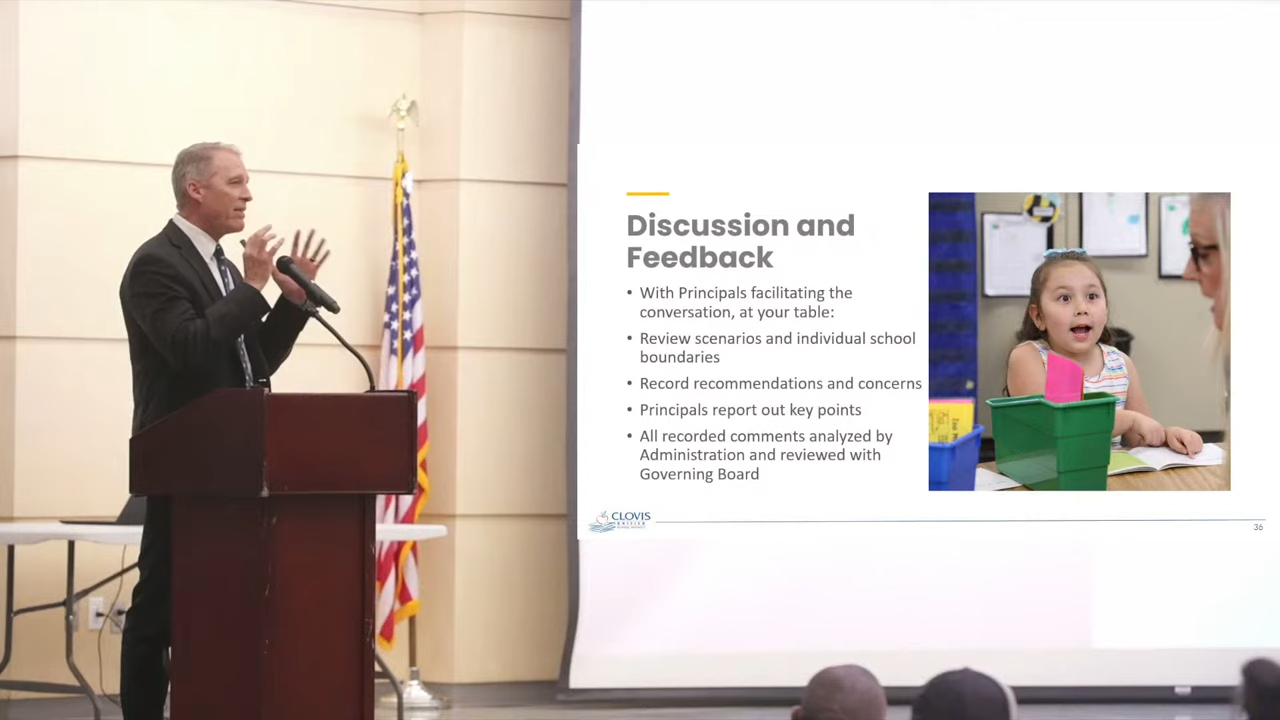 Discussion and
Feedback
• With Principals facilitating the
conversation, at your table:
• Review scenarios and individual school
boundaries
• Record recommendations and concerns
• Principals report out key points
• All recorded comments analyzed by
Administration and reviewed with
Governing Board
CLOVIS
UNIFIED
36